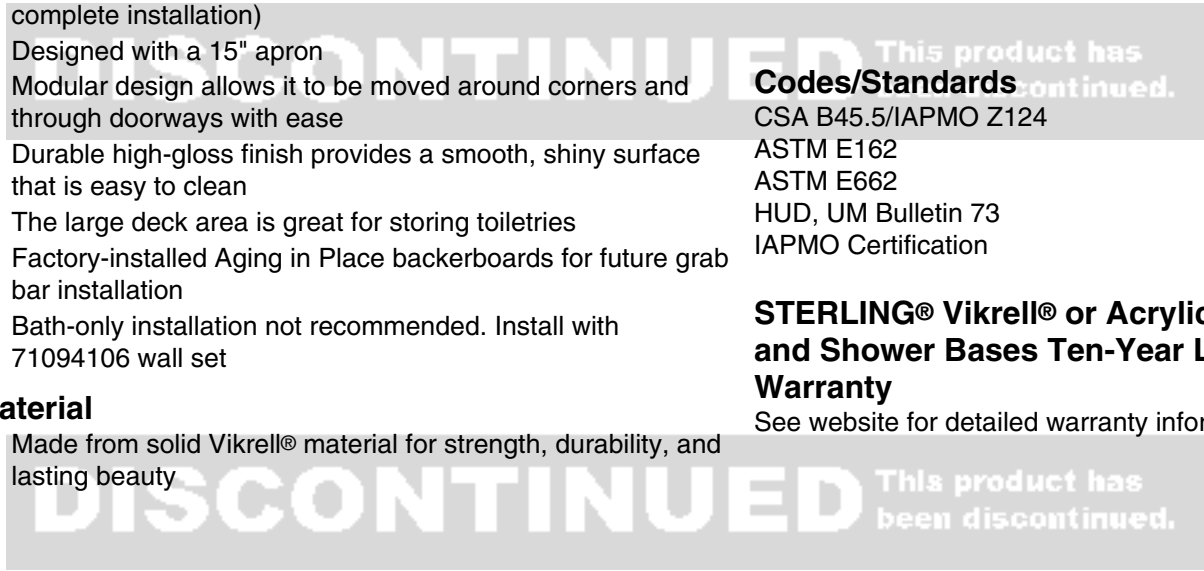 complete installation)
Designed with a 15" apron
Modular design allows it to be moved around corners and
through doorways with ease
Durable high-gloss finish provides a smooth, shiny surface
that is easy to clean
The large deck area is great for storing toiletries
Factory-installed Aging in Place backerboards for future grab
bar installation
Bath-only installation not recommended. Install with
71094106 wall set
aterial
Made from solid Vikrell® material for strength, durability, and
lasting beauty
DISCONTINUED This product has
continued.
Codes/Standards
CSA B45.5/IAPMO Z124
ASTM E162
ASTM E662
HUD, UM Bulletin 73
IAPMO Certification
STERLING® Vikrell® or Acrylic
and Shower Bases Ten-Year L
Warranty
See website for detailed warranty infor
DISCONTINUED This product has
been discontinued.